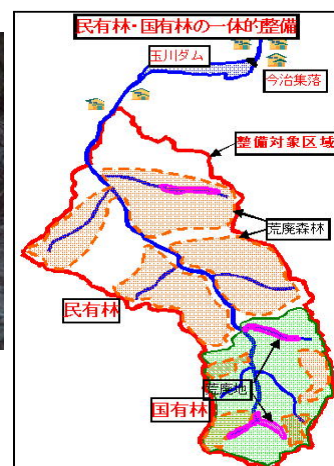 民有林・国有林の一体的整備
玉川ダム
今治集落
整備対象区域
荒廃森林
民有林
荒廃地
国有林